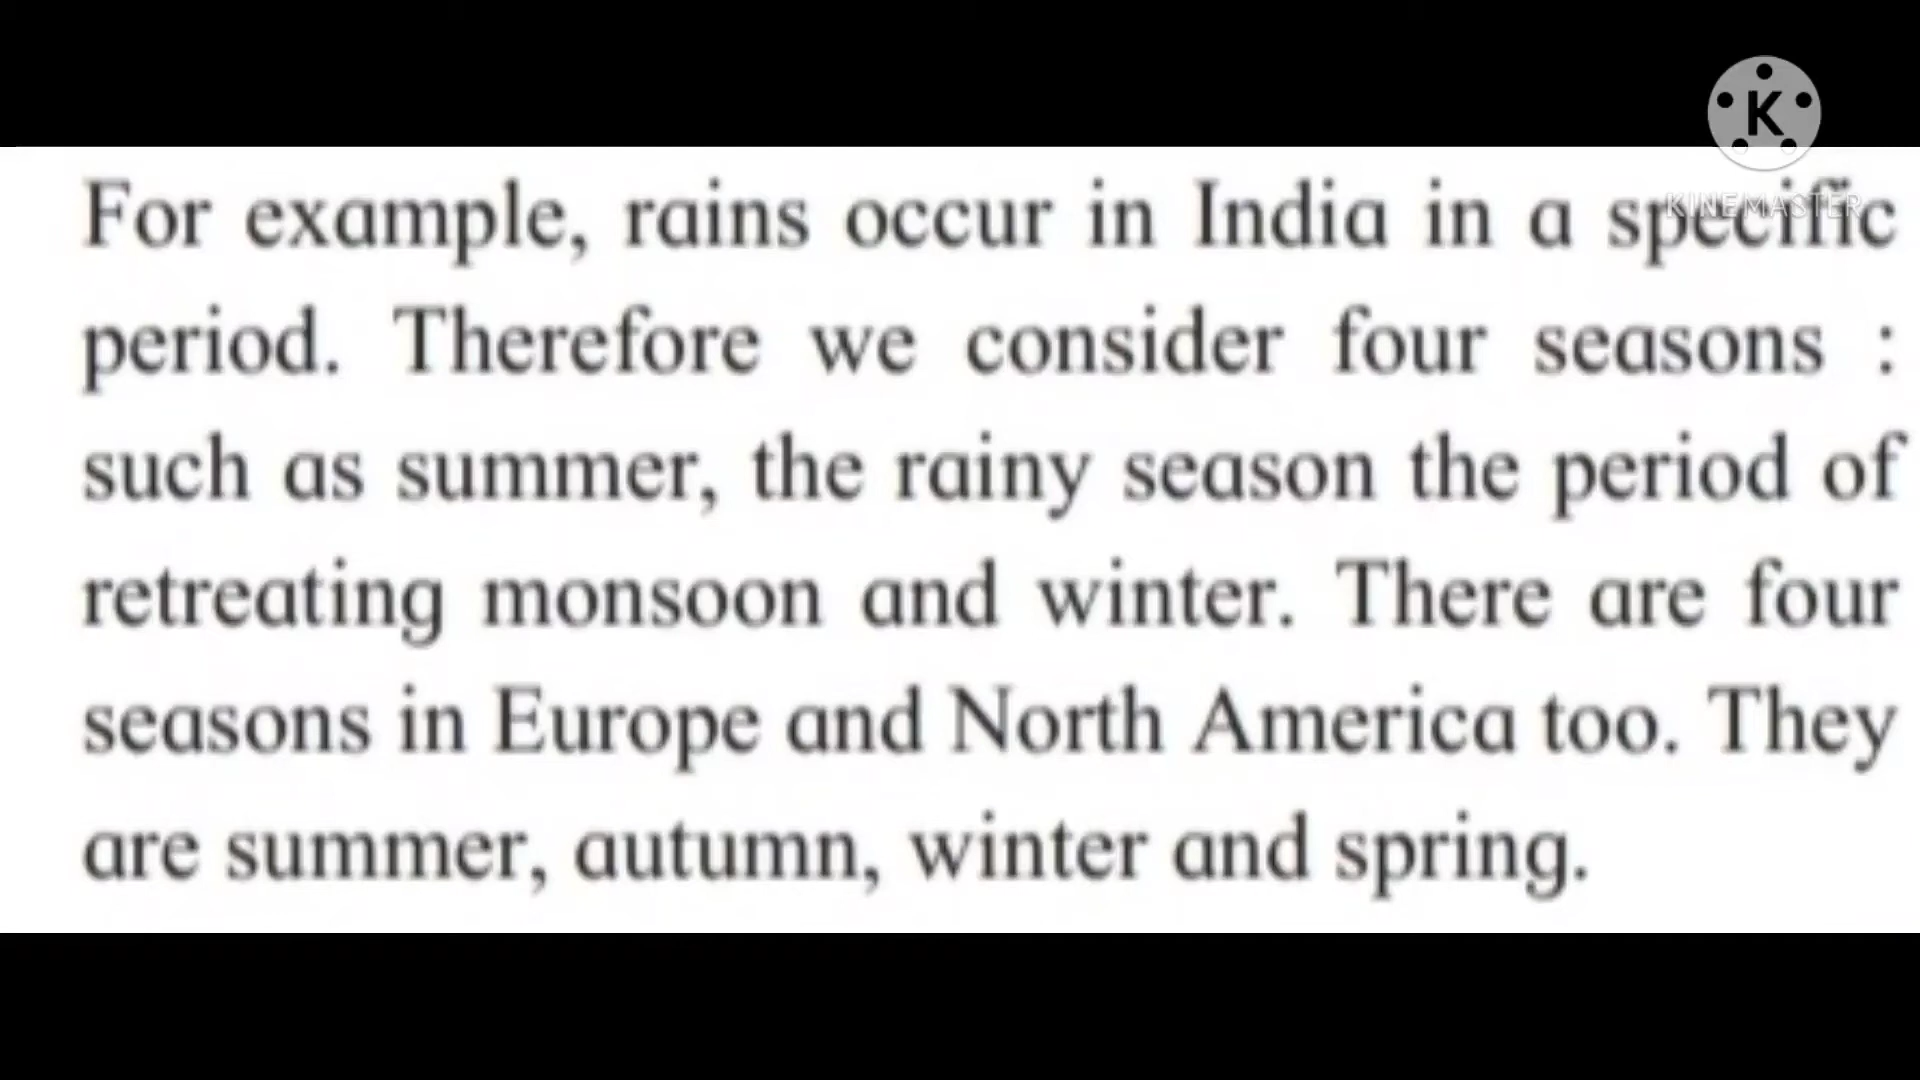 K
KINEMASTER
For example, rains occur in India in a specific
period. Therefore we consider four seasons :
such as summer, the rainy season the period of
retreating monsoon and winter. There are four
seasons in Europe and North America too. They
are summer, autumn, winter and spring.